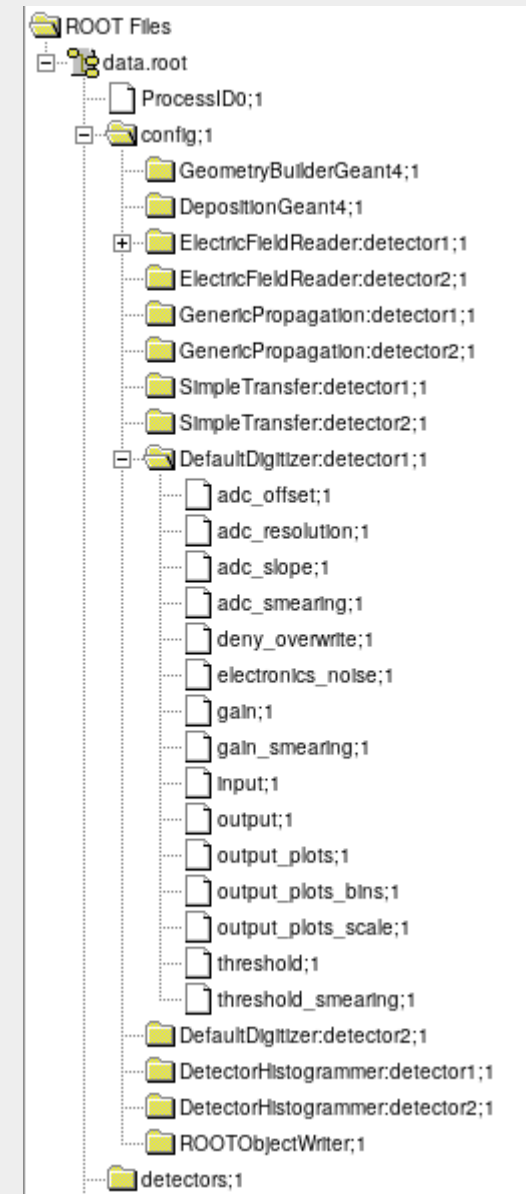 ROOT Files
data.root
ProcessID0;1
config;1
GeometryBuilderGeant4;1
DepositionGeant4;1
ElectricFieldReader:detector1;1
ElectricFieldReader:detector2;1
GenericPropagation:detector1;1
GenericPropagation:detector2;1
SimpleTransfer:detector1;1
SimpleTransfer:detector2;1
DefaultDigitizer:detector1;1
adc_offset;1
adc_resolution;1
adc_slope;1
adc_smearing;1
deny_overwrite;1
electronics_noise;1
gain;1
gain_smearing;1
input;1
output;1
output_plots;1
output_plots_bins;1
output_plots_scale;1
threshold;1
threshold_smearing;1
DefaultDigitizer:detector2;1
DetectorHistogrammer:detector1;1
DetectorHistogrammer:detector2;1
ROOTObjectWriter;1
detectors;1